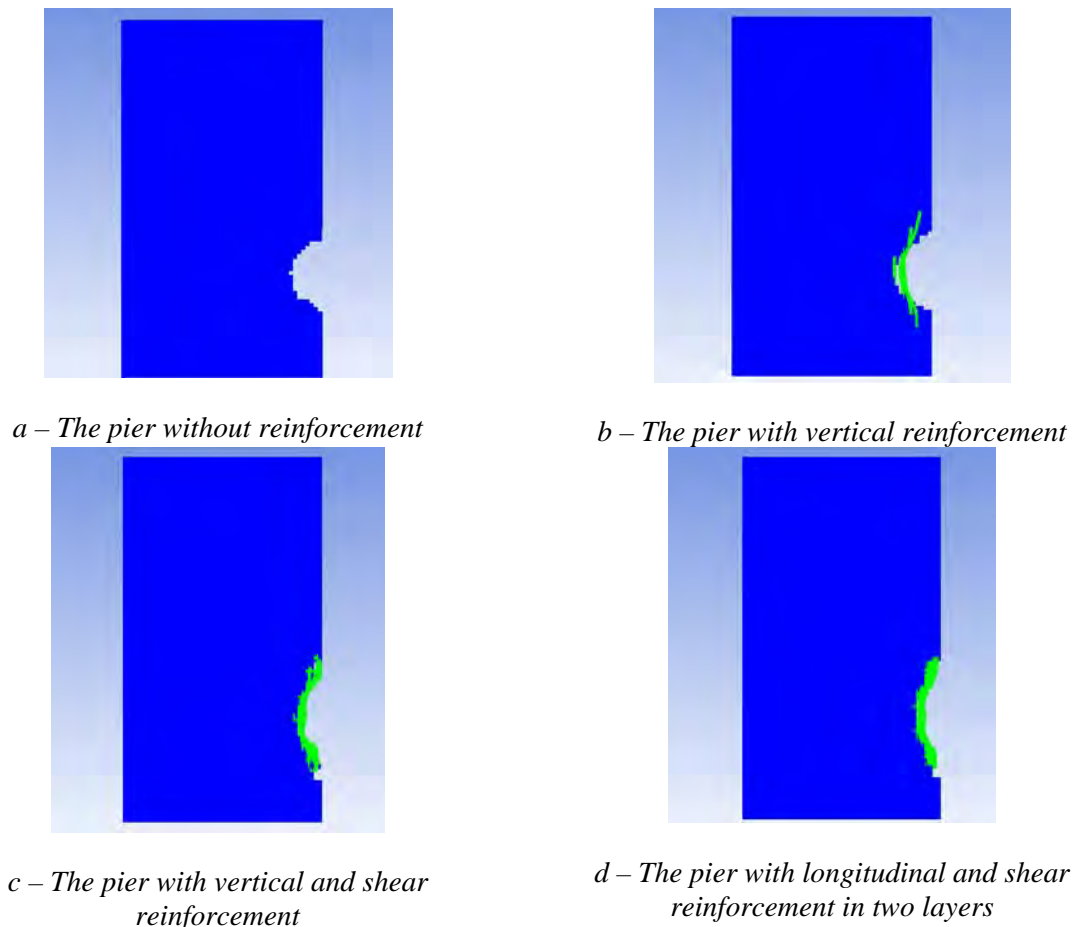 a – The pier without reinforcement
b – The pier with vertical reinforcement
c – The pier with vertical and shear
reinforcement
d – The pier with longitudinal and shear
reinforcement in two layers